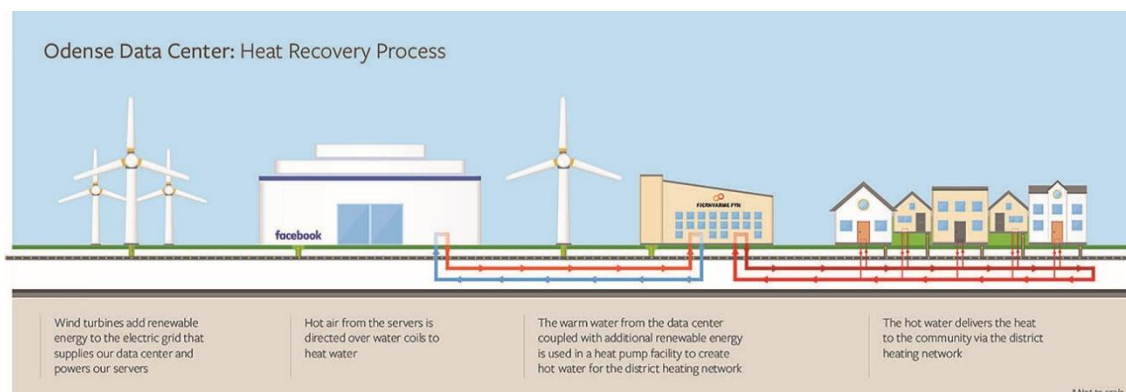 Odense Data Center: Heat Recovery Process
facebook
FJERNVARME FYN
Wind turbines add renewable
energy to the electric grid that
supplies our data center and
powers our servers
Hot air from the servers is
directed over water coils to
heat water
The warm water from the data center
coupled with additional renewable energy
is used in a heat pump facility to create
hot water for the district heating network
The hot water delivers the heat
to the community via the district
heating network
*Not to scale